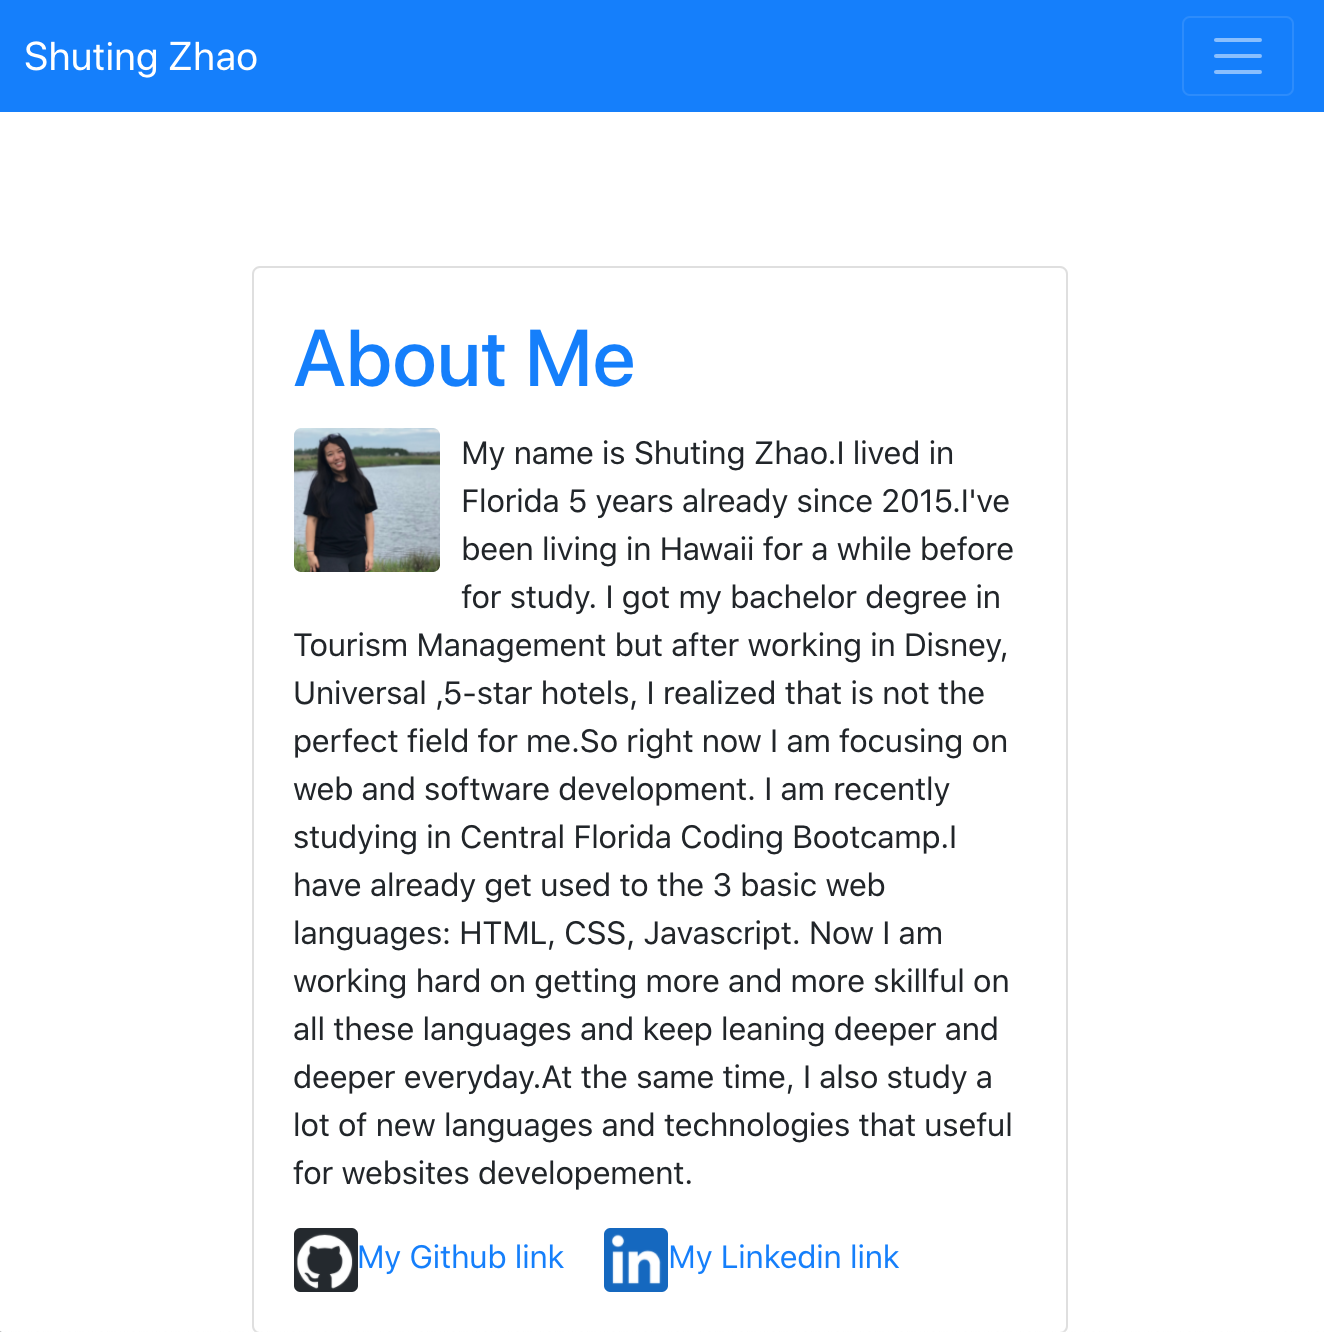 Shuting Zhao
About Me
My name is Shuting Zhao.I lived in
Florida 5 years already since 2015.I've
been living in Hawaii for a while before
for study. I got my bachelor degree in
Tourism Management but after working in Disney,
Universal ,5-star hotels, I realized that is not the
perfect field for me.So right now I am focusing on
web and software development. I am recently
studying in Central Florida Coding Bootcamp.I
have already get used to the 3 basic web
languages: HTML, CSS, Javascript. Now I am
working hard on getting more and more skillful on
all these languages and keep leaning deeper and
deeper everyday.At the same time, I also study a
lot of new languages and technologies that useful
for websites developement.
My Github link
in My Linkedin link